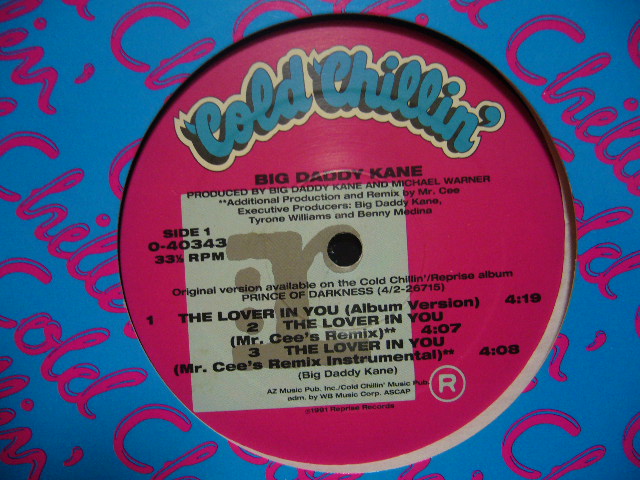 Cold Chillin'
BIG DADDY KANE
PRODUCED BY BIG DADDY KANE AND MICHAEL WARNER
**Additional Production and Remix by Mr. Cee
Executive Producers: Big Daddy Kane,
Tyrone Williams and Benny Medina
SIDE 1
0-40343
33⅓ RPM
r
Original version available on the Cold Chillin'/Reprise album
PRINCE OF DARKNESS (4/2-26715)
1 THE LOVER IN YOU (Album Version) 4:19
2 THE LOVER IN YOU
(Mr. Cee's Remix)** 4:07
3 THE LOVER IN YOU
(Mr. Cee's Remix Instrumental)** 4:08
(Big Daddy Kane)
AZ Music Pub. Inc./Cold Chillin' Music Pub.
adm. by WB Music Corp. ASCAP
R
℗1991 Reprise Records